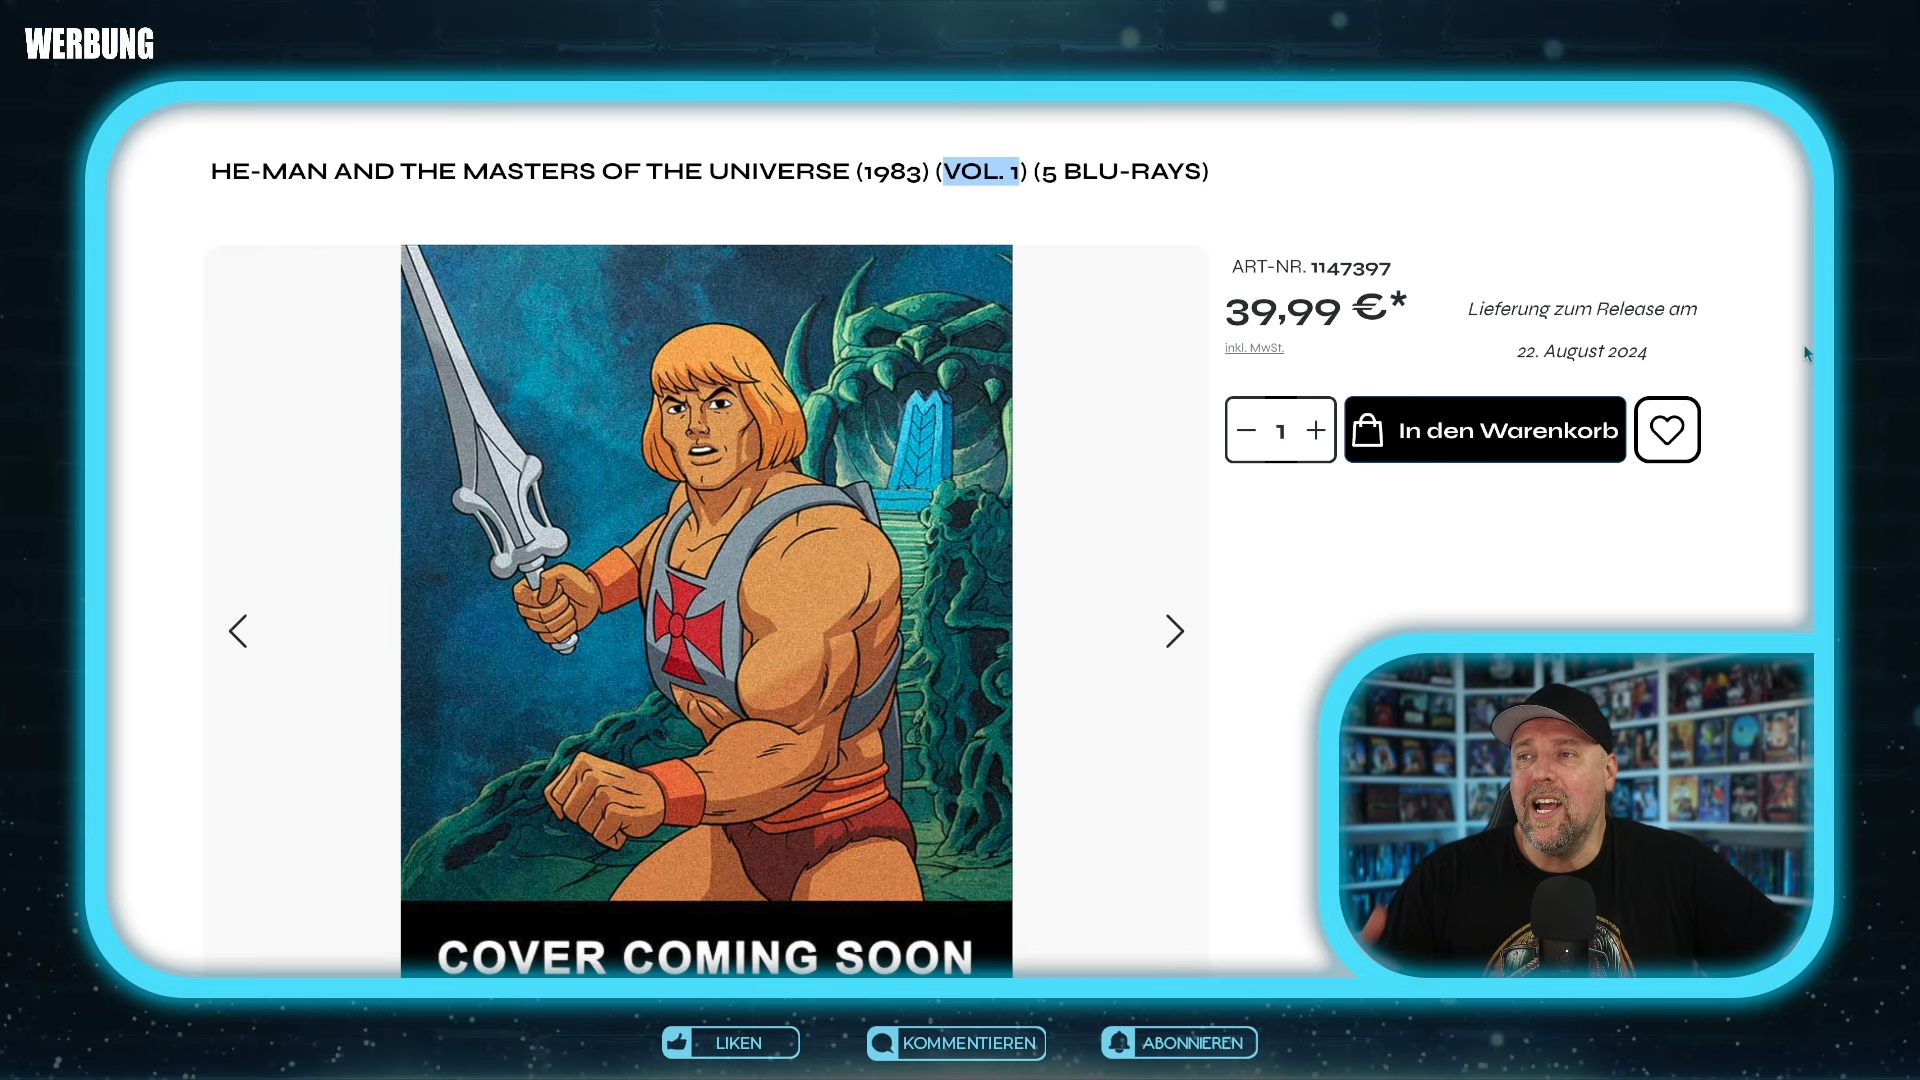 WERBUNG
HE-MAN AND THE MASTERS OF THE UNIVERSE (1983) (VOL. 1) (5 BLU-RAYS)
ART-NR. 1147397
39,99 €*
inkl. MwSt.
Lieferung zum Release am
22. August 2024
1
In den Warenkorb
COVER COMING SOON
LIKEN
KOMMENTIEREN
ABONNIEREN